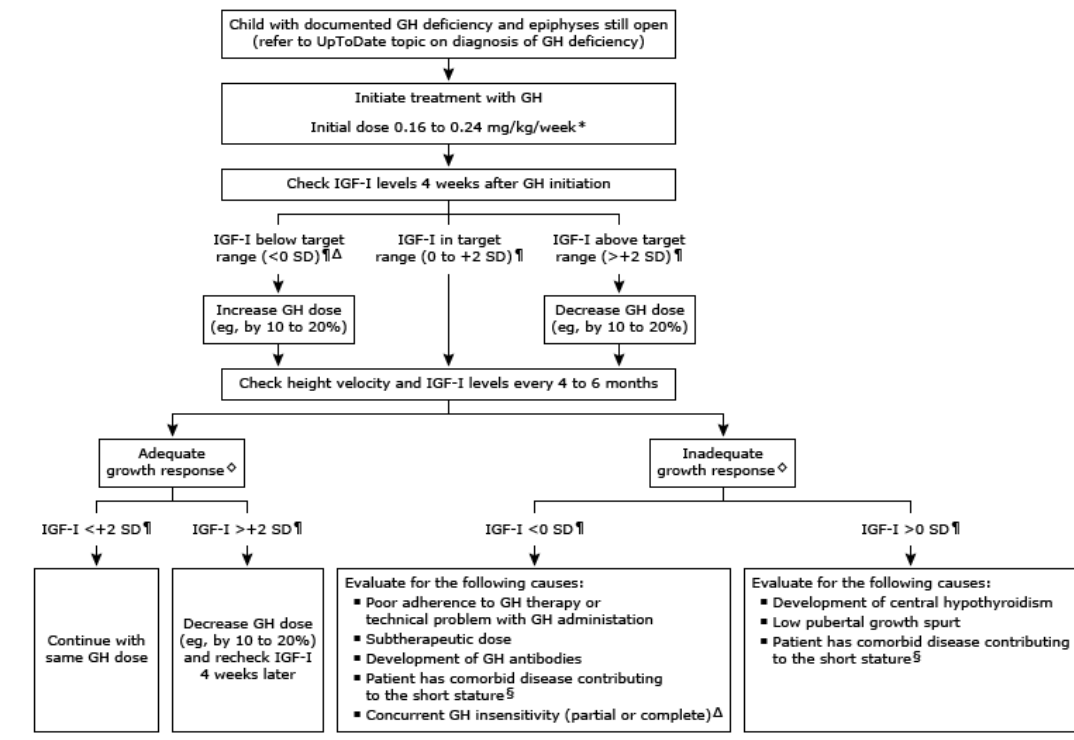 Child with documented GH deficiency and epiphyses still open
(refer to UpToDate topic on diagnosis of GH deficiency)
Initiate treatment with GH
Initial dose 0.16 to 0.24 mg/kg/week*
Check IGF-I levels 4 weeks after GH initiation
IGF-I below target
range (<0 SD)¶Δ
IGF-I in target
range (0 to +2 SD)¶
IGF-I above target
range (>+2 SD)¶
Increase GH dose
(eg, by 10 to 20%)
Decrease GH dose
(eg, by 10 to 20%)
Check height velocity and IGF-I levels every 4 to 6 months
Adequate
growth response◇
Inadequate
growth response◇
IGF-I <+2 SD¶
IGF-I >+2 SD¶
IGF-I <0 SD¶
IGF-I >0 SD¶
Continue with
same GH dose
Decrease GH dose
(eg, by 10 to 20%)
and recheck IGF-I
4 weeks later
Evaluate for the following causes:
▪ Poor adherence to GH therapy or
technical problem with GH administation
▪ Subtherapeutic dose
▪ Development of GH antibodies
▪ Patient has comorbid disease contributing
to the short stature§
▪ Concurrent GH insensitivity (partial or complete)Δ
Evaluate for the following causes:
▪ Development of central hypothyroidism
▪ Low pubertal growth spurt
▪ Patient has comorbid disease contributing
to the short stature§